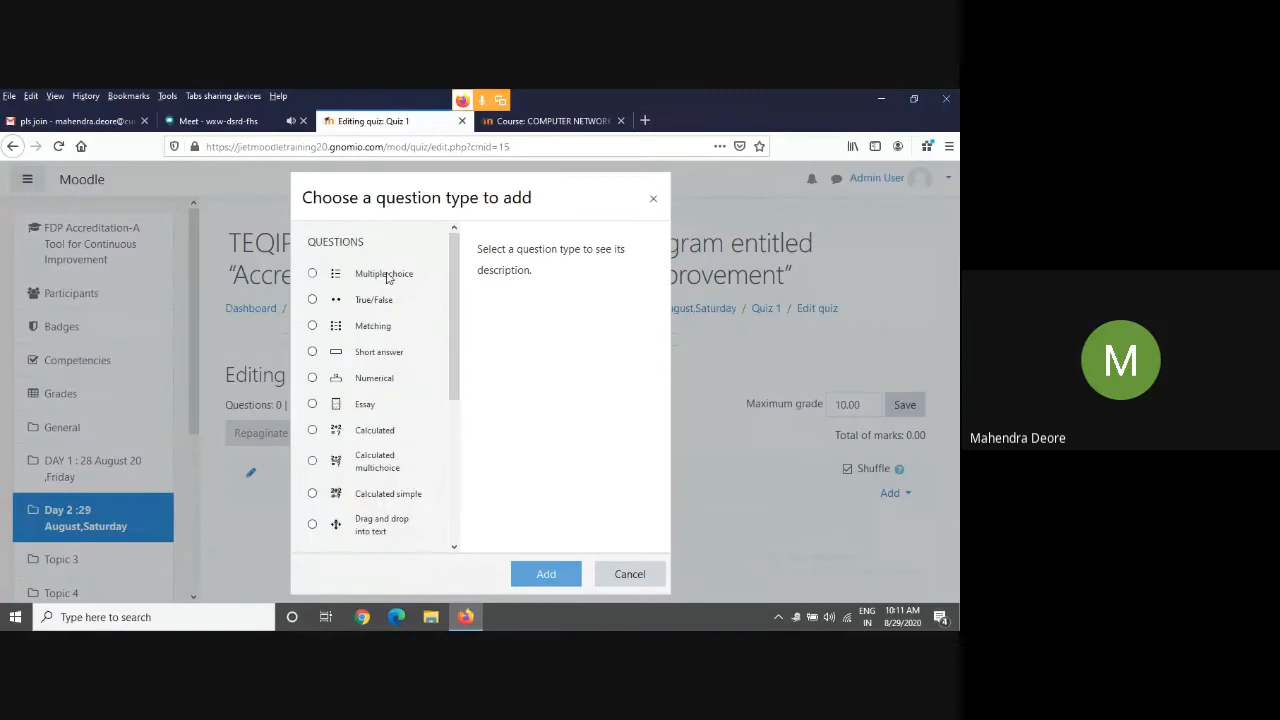 File Edit View History Bookmarks Tools Tabs sharing devices Help
pls join - mahendra.deore@cu
Meet - wxw-dsrd-fhs
Editing quiz: Quiz 1
Course: COMPUTER NETWORK
https://jietmoodletraining20.gnomio.com/mod/quiz/edit.php?cmid=15
Moodle
Admin User
FDP Accreditation-A
Tool for Continuous
Improvement
Participants
Badges
Competencies
Grades
General
DAY 1 : 28 August 20
,Friday
Day 2 :29
August,Saturday
Topic 3
Topic 4
TEQIP
gram entitled
“Accre
provement”
Dashboard /
gust,Saturday / Quiz 1 / Edit quiz
Editing
Questions: 0 |
Repaginate
Maximum grade 10.00 Save
Total of marks: 0.00
Shuffle
Add
Choose a question type to add
×
QUESTIONS
Multiple choice
True/False
Matching
Short answer
Numerical
Essay
Calculated
Calculated
multichoice
Calculated simple
Drag and drop
into text
Select a question type to see its
description.
Add Cancel
Type here to search
ENG
IN
10:11 AM
8/29/2020
4
M
Mahendra Deore